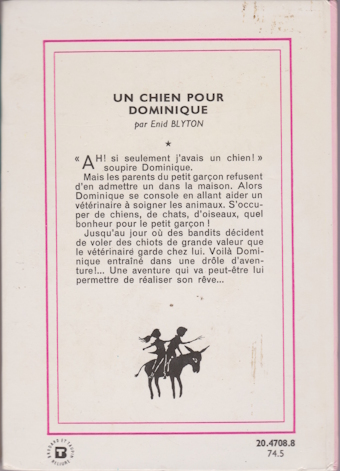 UN CHIEN POUR
DOMINIQUE
par Enid BLYTON
★
« AH! si seulement j'avais un chien! »
soupire Dominique.
Mais les parents du petit garçon refusent
d'en admettre un dans la maison. Alors
Dominique se console en allant aider un
vétérinaire à soigner les animaux. S'occu-
per de chiens, de chats, d'oiseaux, quel
bonheur pour le petit garçon !
Jusqu'au jour où des bandits décident
de voler des chiots de grande valeur que
le vétérinaire garde chez lui. Voilà Domi-
nique entraîné dans une drôle d'aven-
ture!... Une aventure qui va peut-être lui
permettre de réaliser son rêve...
20.4708.8
74.5